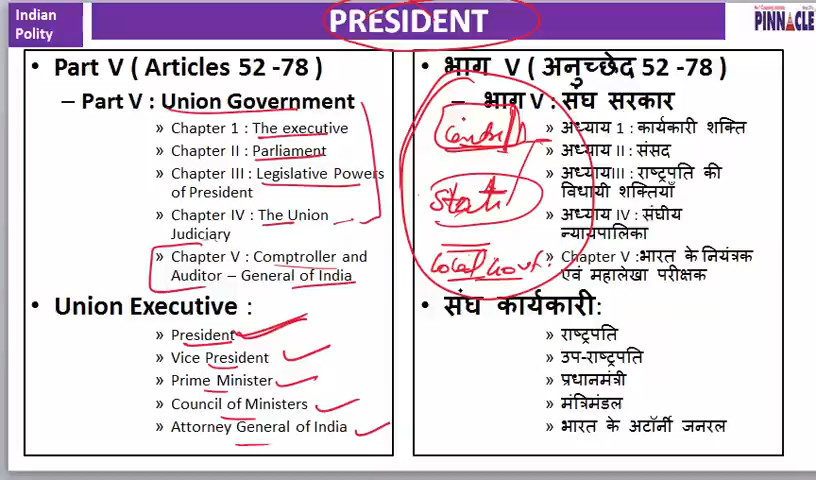 Indian
Polity
PRESIDENT
PINNACLE
• Part V ( Articles 52 -78 )
– Part V : Union Government
» Chapter 1 : The executive
» Chapter II : Parliament
» Chapter III : Legislative Powers
of President
» Chapter IV : The Union
Judiciary
» Chapter V : Comptroller and
Auditor – General of India
• Union Executive :
» President
» Vice President
» Prime Minister
» Council of Ministers
» Attorney General of India
• भाग V ( अनुच्छेद 52 -78 )
– भाग V : संघ सरकार
» अध्याय 1 : कार्यकारी शक्ति
» अध्याय II : संसद
» अध्यायIII : राष्ट्रपति की
विधायी शक्तियाँ
» अध्याय IV : संघीय
न्यायपालिका
» Chapter V :भारत के नियंत्रक
एवं महालेखा परीक्षक
• संघ कार्यकारी:
» राष्ट्रपति
» उप-राष्ट्रपति
» प्रधानमंत्री
» मंत्रिमंडल
» भारत के अटॉर्नी जनरल
State
Local Govt.